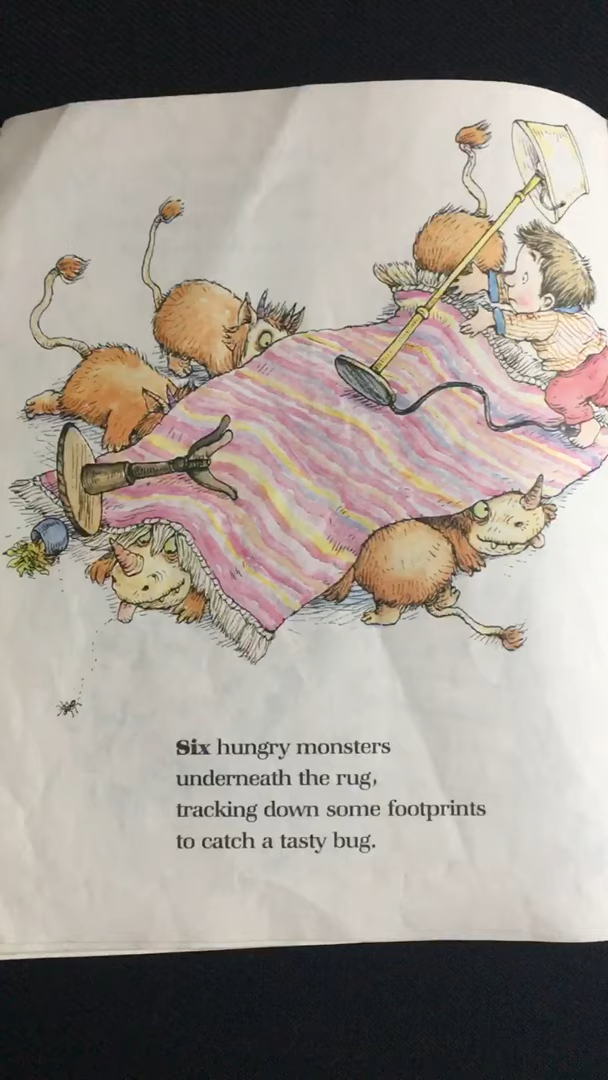 Six hungry monsters
underneath the rug,
tracking down some footprints
to catch a tasty bug.